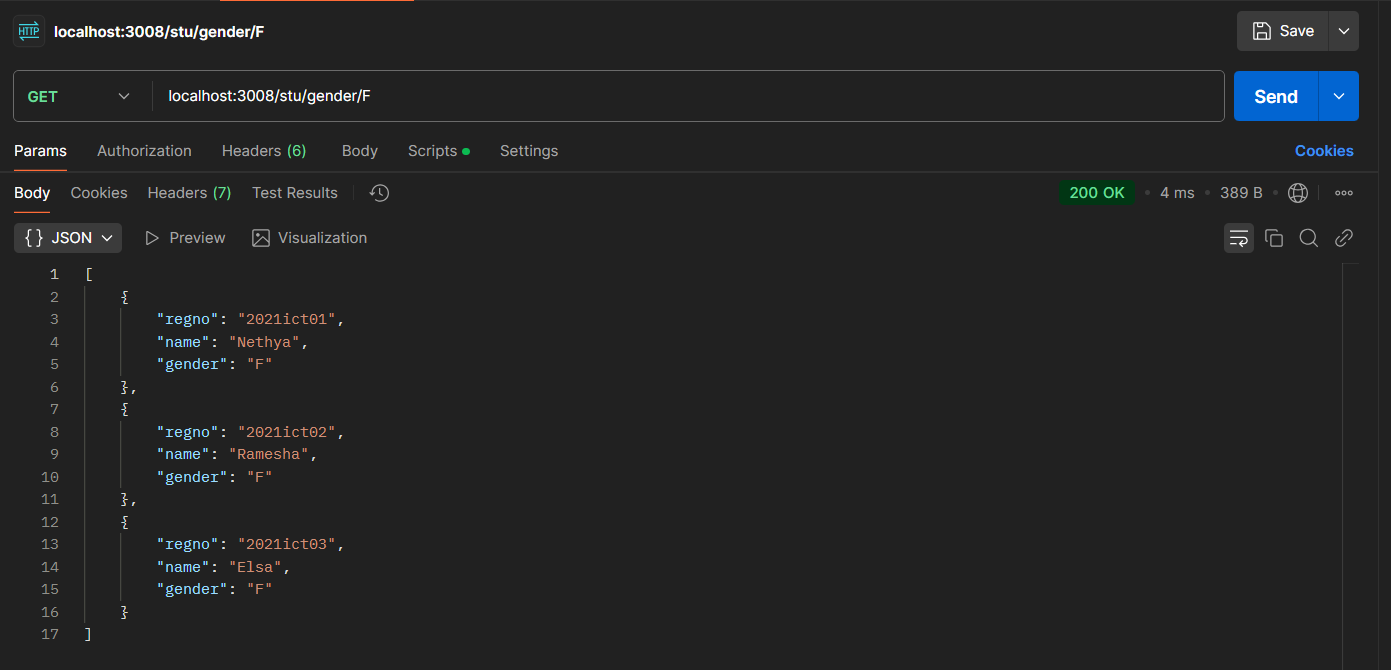 HTTP localhost:3008/stu/gender/F Save
GET localhost:3008/stu/gender/F Send
Params Authorization Headers (6) Body Scripts Settings Cookies
Body Cookies Headers (7) Test Results 200 OK • 4 ms • 389 B •
{} JSON Preview Visualization
1 [
2 {
3 "regno": "2021ict01",
4 "name": "Nethya",
5 "gender": "F"
6 },
7 {
8 "regno": "2021ict02",
9 "name": "Ramesha",
10 "gender": "F"
11 },
12 {
13 "regno": "2021ict03",
14 "name": "Elsa",
15 "gender": "F"
16 }
17 ]